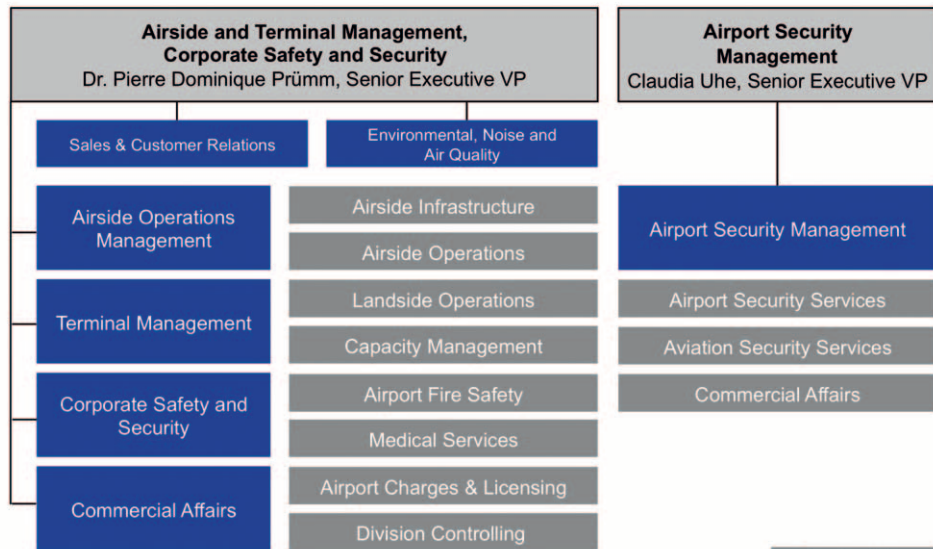 Airside and Terminal Management,
Corporate Safety and Security
Dr. Pierre Dominique Prümm, Senior Executive VP
Sales & Customer Relations
Environmental, Noise and
Air Quality
Airside Operations
Management
Airside Infrastructure
Airside Operations
Terminal Management
Landside Operations
Capacity Management
Corporate Safety and
Security
Airport Fire Safety
Medical Services
Commercial Affairs
Airport Charges & Licensing
Division Controlling
Airport Security
Management
Claudia Uhe, Senior Executive VP
Airport Security Management
Airport Security Services
Aviation Security Services
Commercial Affairs